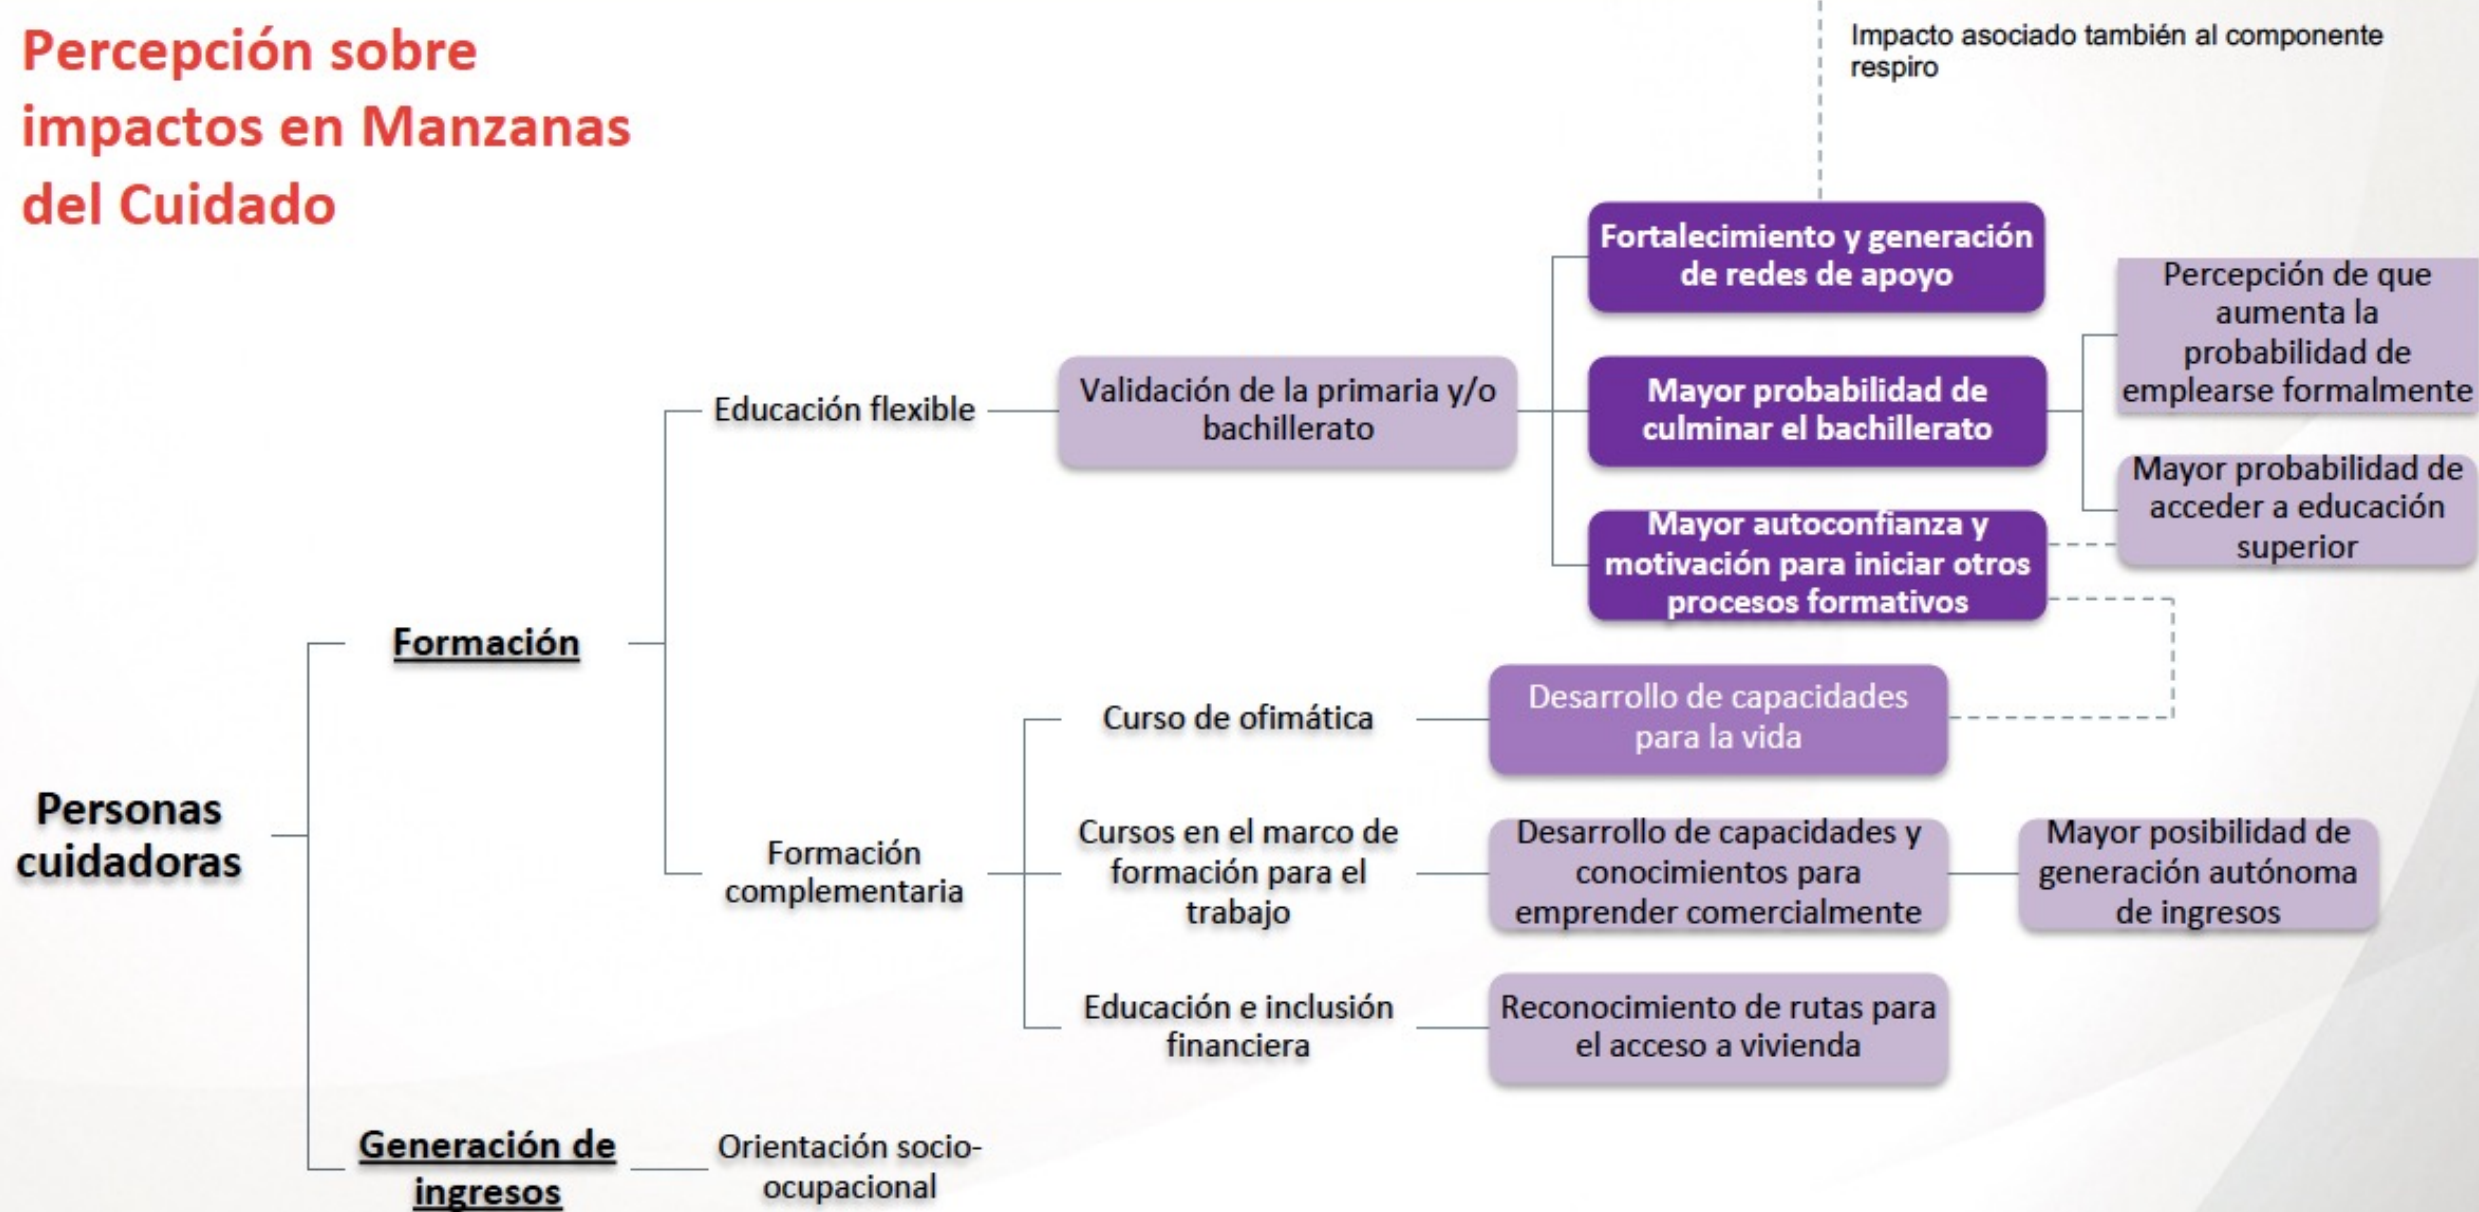 Percepción sobre
impactos en Manzanas
del Cuidado
Impacto asociado también al componente
respiro
Fortalecimiento y generación
de redes de apoyo
Percepción de que
aumenta la
probabilidad de
emplearse formalmente
Educación flexible
Validación de la primaria y/o
bachillerato
Mayor probabilidad de
culminar el bachillerato
Mayor probabilidad de
acceder a educación
superior
Mayor autoconfianza y
motivación para iniciar otros
procesos formativos
Formación
Curso de ofimática
Desarrollo de capacidades
para la vida
Personas
cuidadoras
Formación
complementaria
Cursos en el marco de
formación para el
trabajo
Desarrollo de capacidades y
conocimientos para
emprender comercialmente
Mayor posibilidad de
generación autónoma
de ingresos
Educación e inclusión
financiera
Reconocimiento de rutas para
el acceso a vivienda
Generación de
ingresos
Orientación socio-
ocupacional